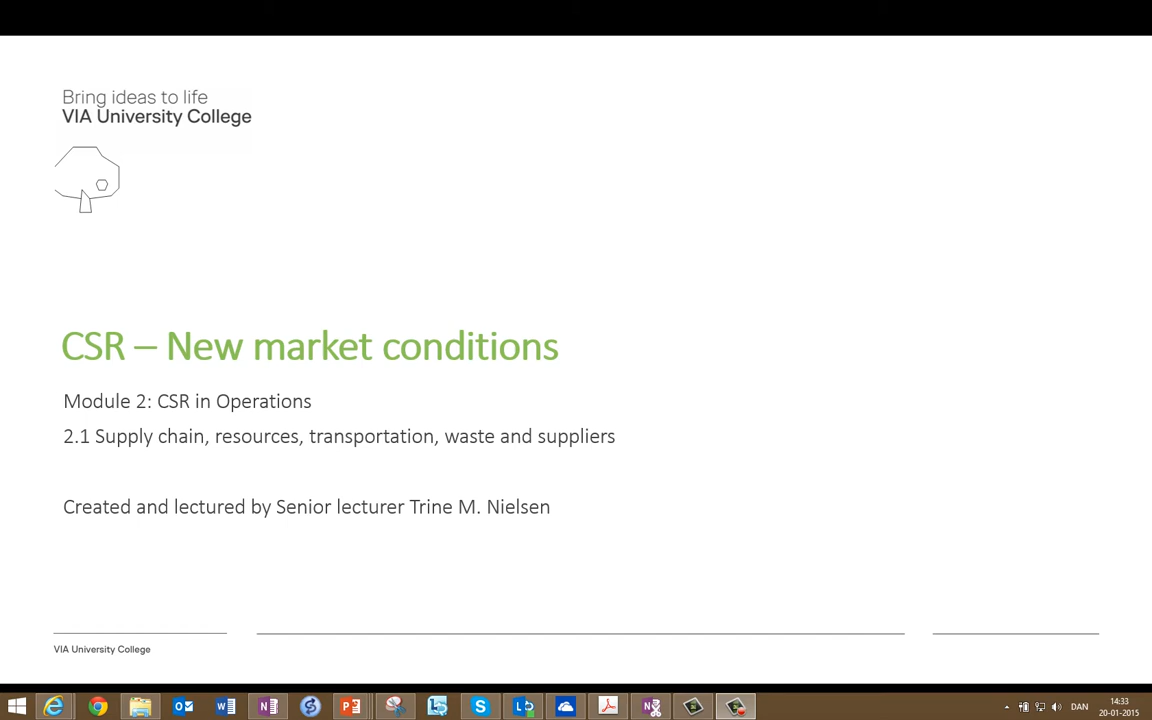 Bring ideas to life
VIA University College
CSR – New market conditions
Module 2: CSR in Operations
2.1 Supply chain, resources, transportation, waste and suppliers
Created and lectured by Senior lecturer Trine M. Nielsen
VIA University College
DAN
14:33
20-01-2015